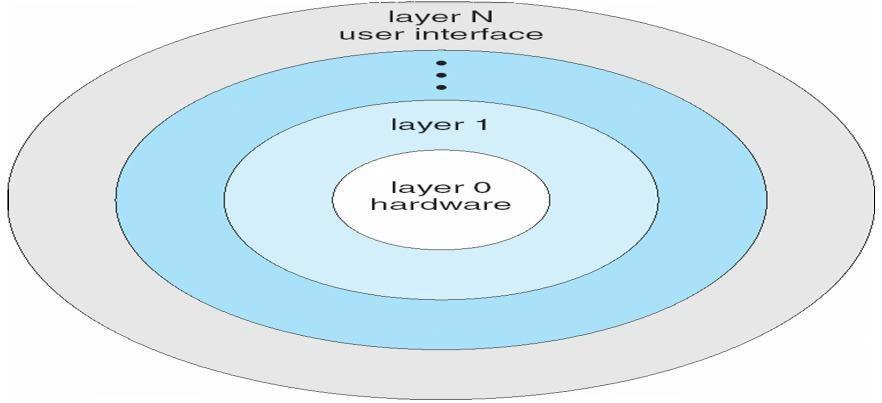 layer N
user interface
layer 1
layer 0
hardware